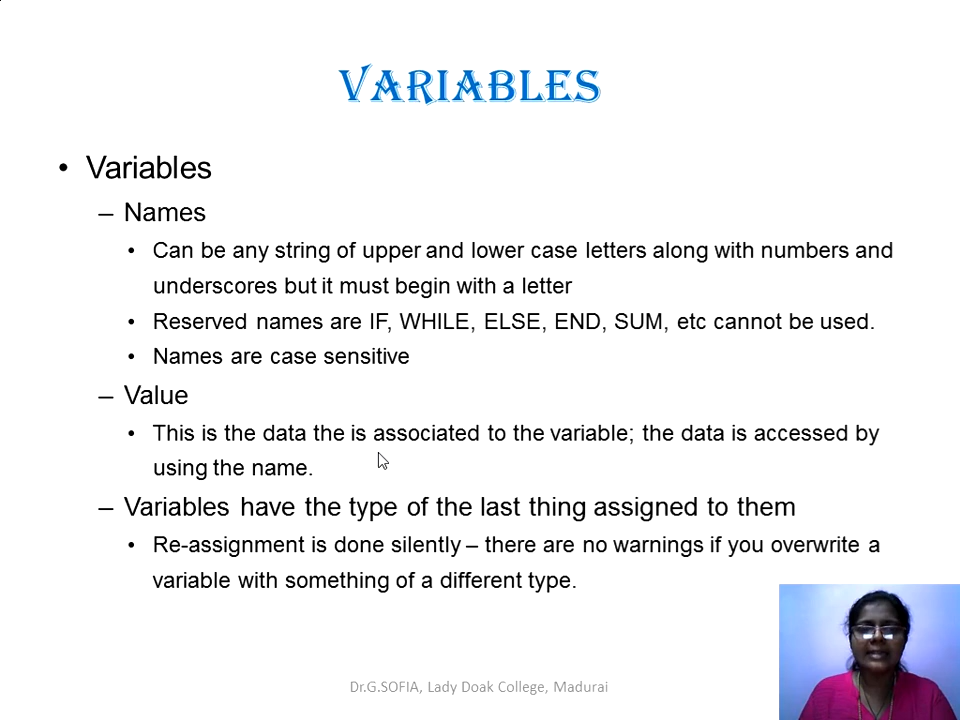 VARIABLES
• Variables
– Names
• Can be any string of upper and lower case letters along with numbers and
underscores but it must begin with a letter
• Reserved names are IF, WHILE, ELSE, END, SUM, etc cannot be used.
• Names are case sensitive
– Value
• This is the data the is associated to the variable; the data is accessed by
using the name.
– Variables have the type of the last thing assigned to them
• Re-assignment is done silently – there are no warnings if you overwrite a
variable with something of a different type.
Dr.G.SOFIA, Lady Doak College, Madurai